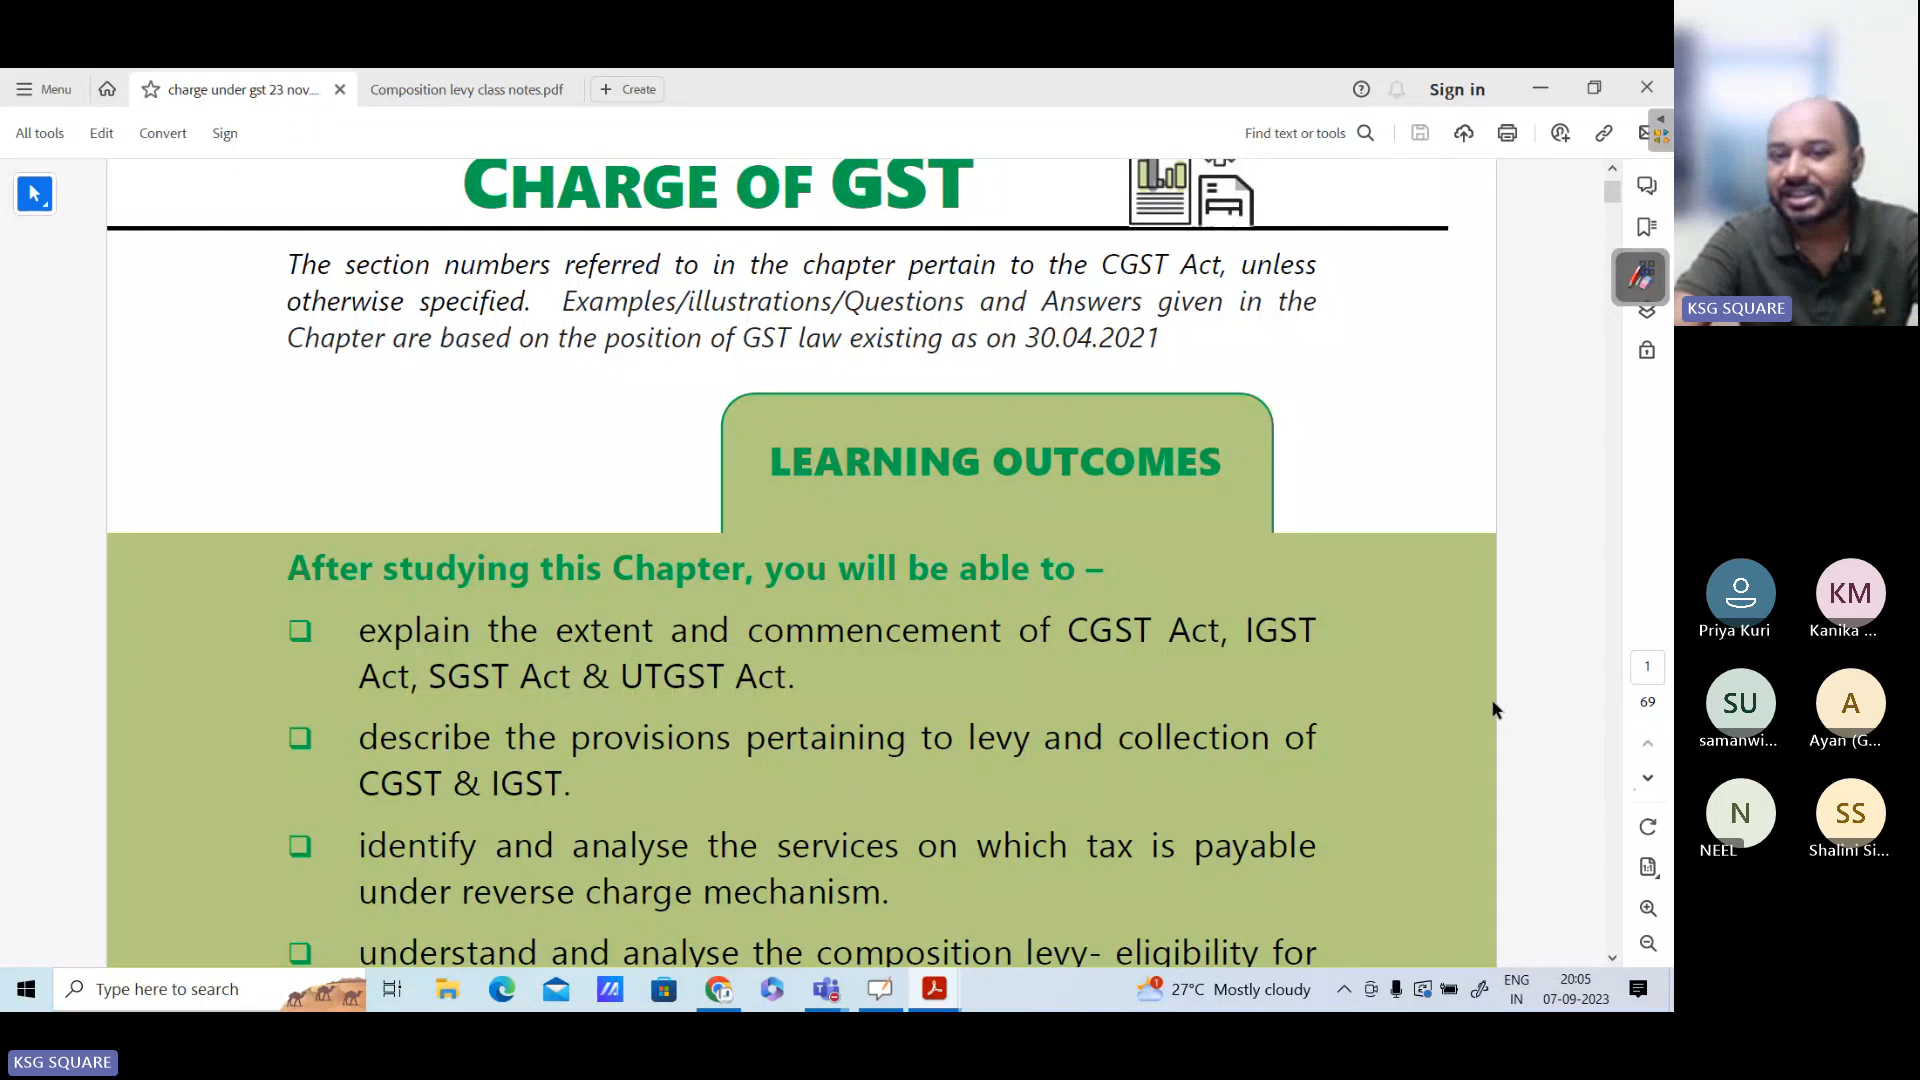 Menu
charge under gst 23 nov....
Composition levy class notes.pdf
Create
Sign in
All tools
Edit
Convert
Sign
Find text or tools
CHARGE OF GST
The section numbers referred to in the chapter pertain to the CGST Act, unless
otherwise specified. Examples/illustrations/Questions and Answers given in the
Chapter are based on the position of GST law existing as on 30.04.2021
LEARNING OUTCOMES
After studying this Chapter, you will be able to –
explain the extent and commencement of CGST Act, IGST
Act, SGST Act & UTGST Act.
describe the provisions pertaining to levy and collection of
CGST & IGST.
identify and analyse the services on which tax is payable
under reverse charge mechanism.
understand and analyse the composition levy- eligibility for
1
69
KSG SQUARE
Priya Kuri
KM
Kanika ...
SU
samanwi...
A
Ayan (G...
N
NEEL
SS
Shalini Si...
Type here to search
27°C Mostly cloudy
ENG
IN
20:05
07-09-2023
KSG SQUARE